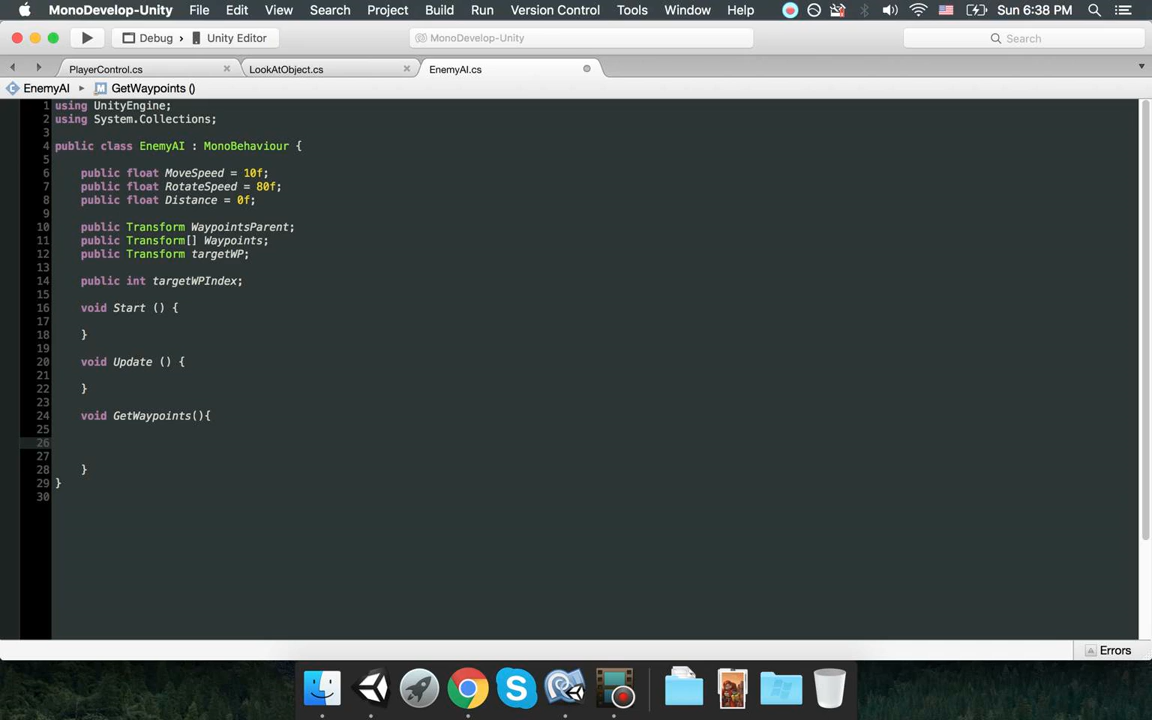 MonoDevelop-Unity File Edit View Search Project Build Run Version Control Tools Window Help Sun 6:38 PM
Debug › Unity Editor MonoDevelop-Unity Search
PlayerControl.cs LookAtObject.cs EnemyAI.cs
EnemyAI ▸ GetWaypoints ()
1 using UnityEngine;
2 using System.Collections;
3
4 public class EnemyAI : MonoBehaviour {
5
6 public float MoveSpeed = 10f;
7 public float RotateSpeed = 80f;
8 public float Distance = 0f;
9
10 public Transform WaypointsParent;
11 public Transform[] Waypoints;
12 public Transform targetWP;
13
14 public int targetWPIndex;
15
16 void Start () {
17
18 }
19
20 void Update () {
21
22 }
23
24 void GetWaypoints(){
25
26
27
28 }
29 }
30
Errors